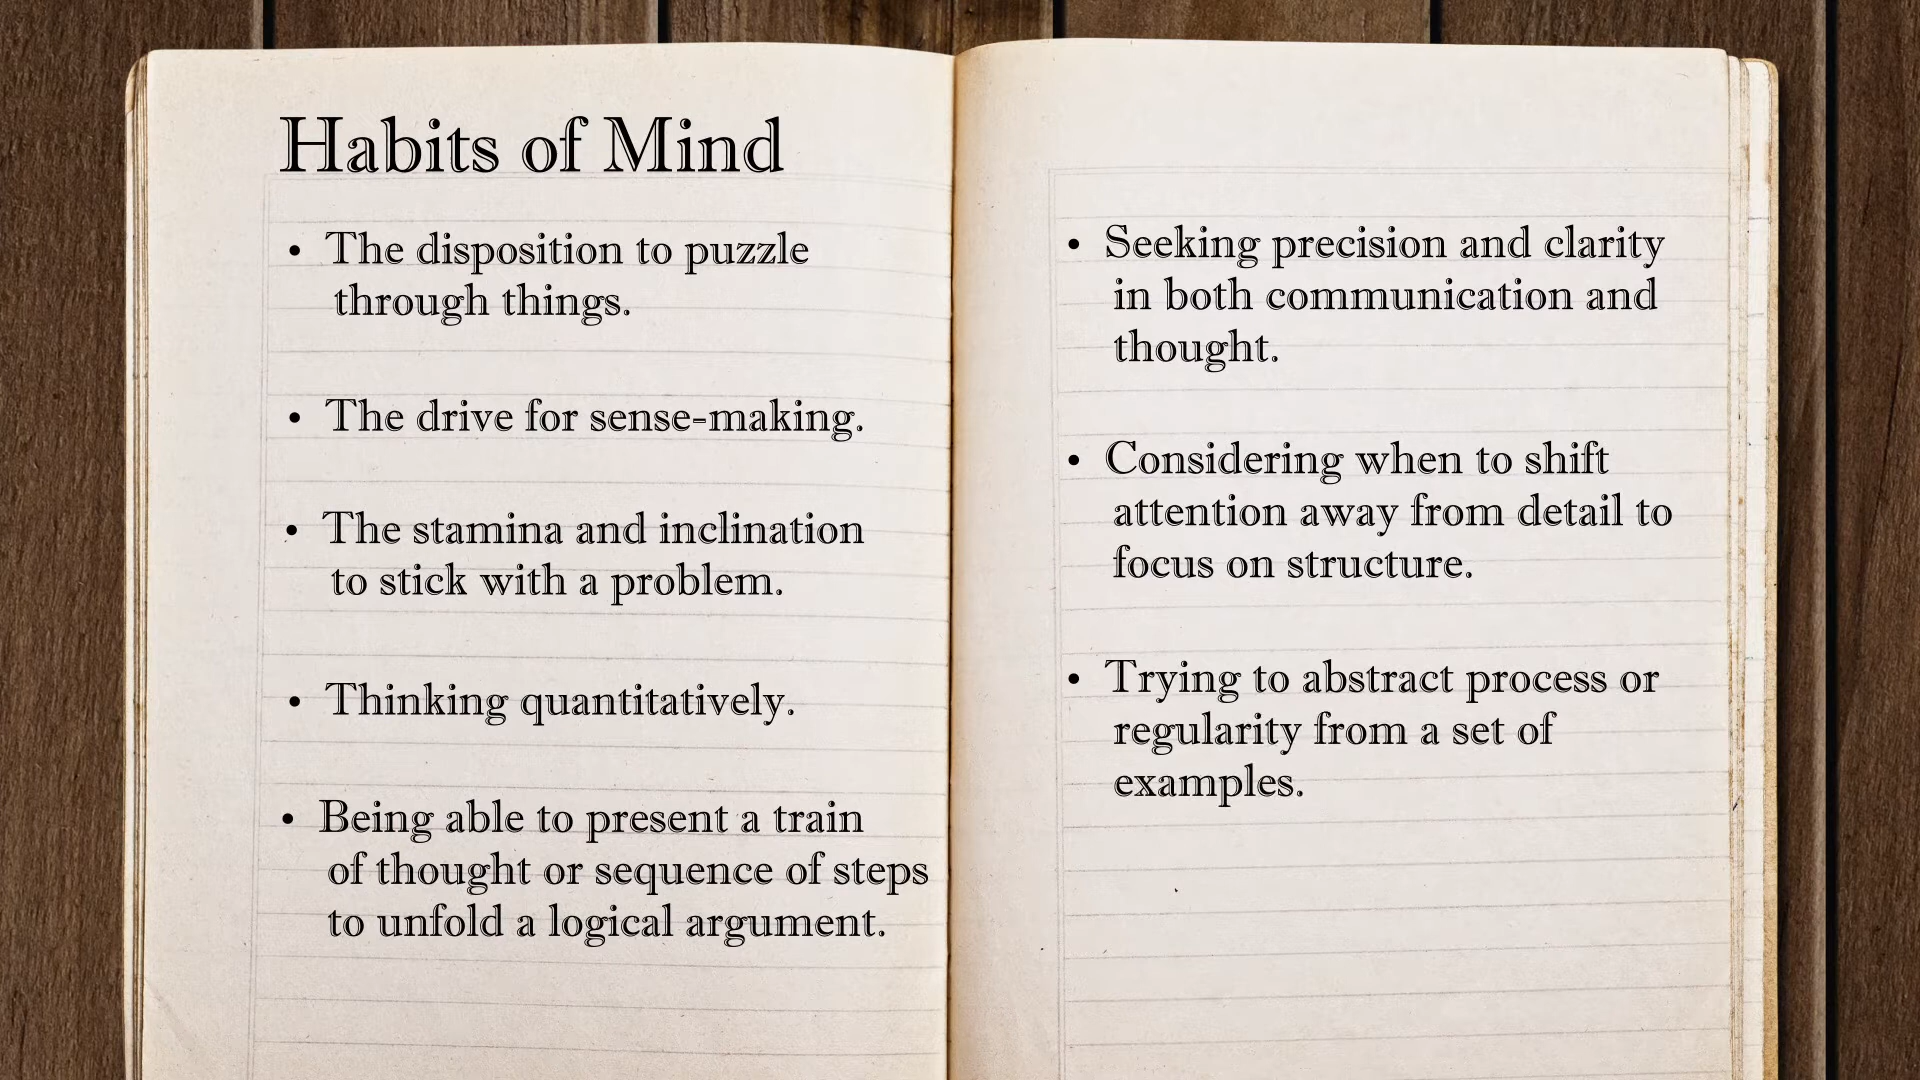 Habits of Mind
• The disposition to puzzle
through things.
• The drive for sense-making.
• The stamina and inclination
to stick with a problem.
• Thinking quantitatively.
• Being able to present a train
of thought or sequence of steps
to unfold a logical argument.
• Seeking precision and clarity
in both communication and
thought.
• Considering when to shift
attention away from detail to
focus on structure.
• Trying to abstract process or
regularity from a set of
examples.